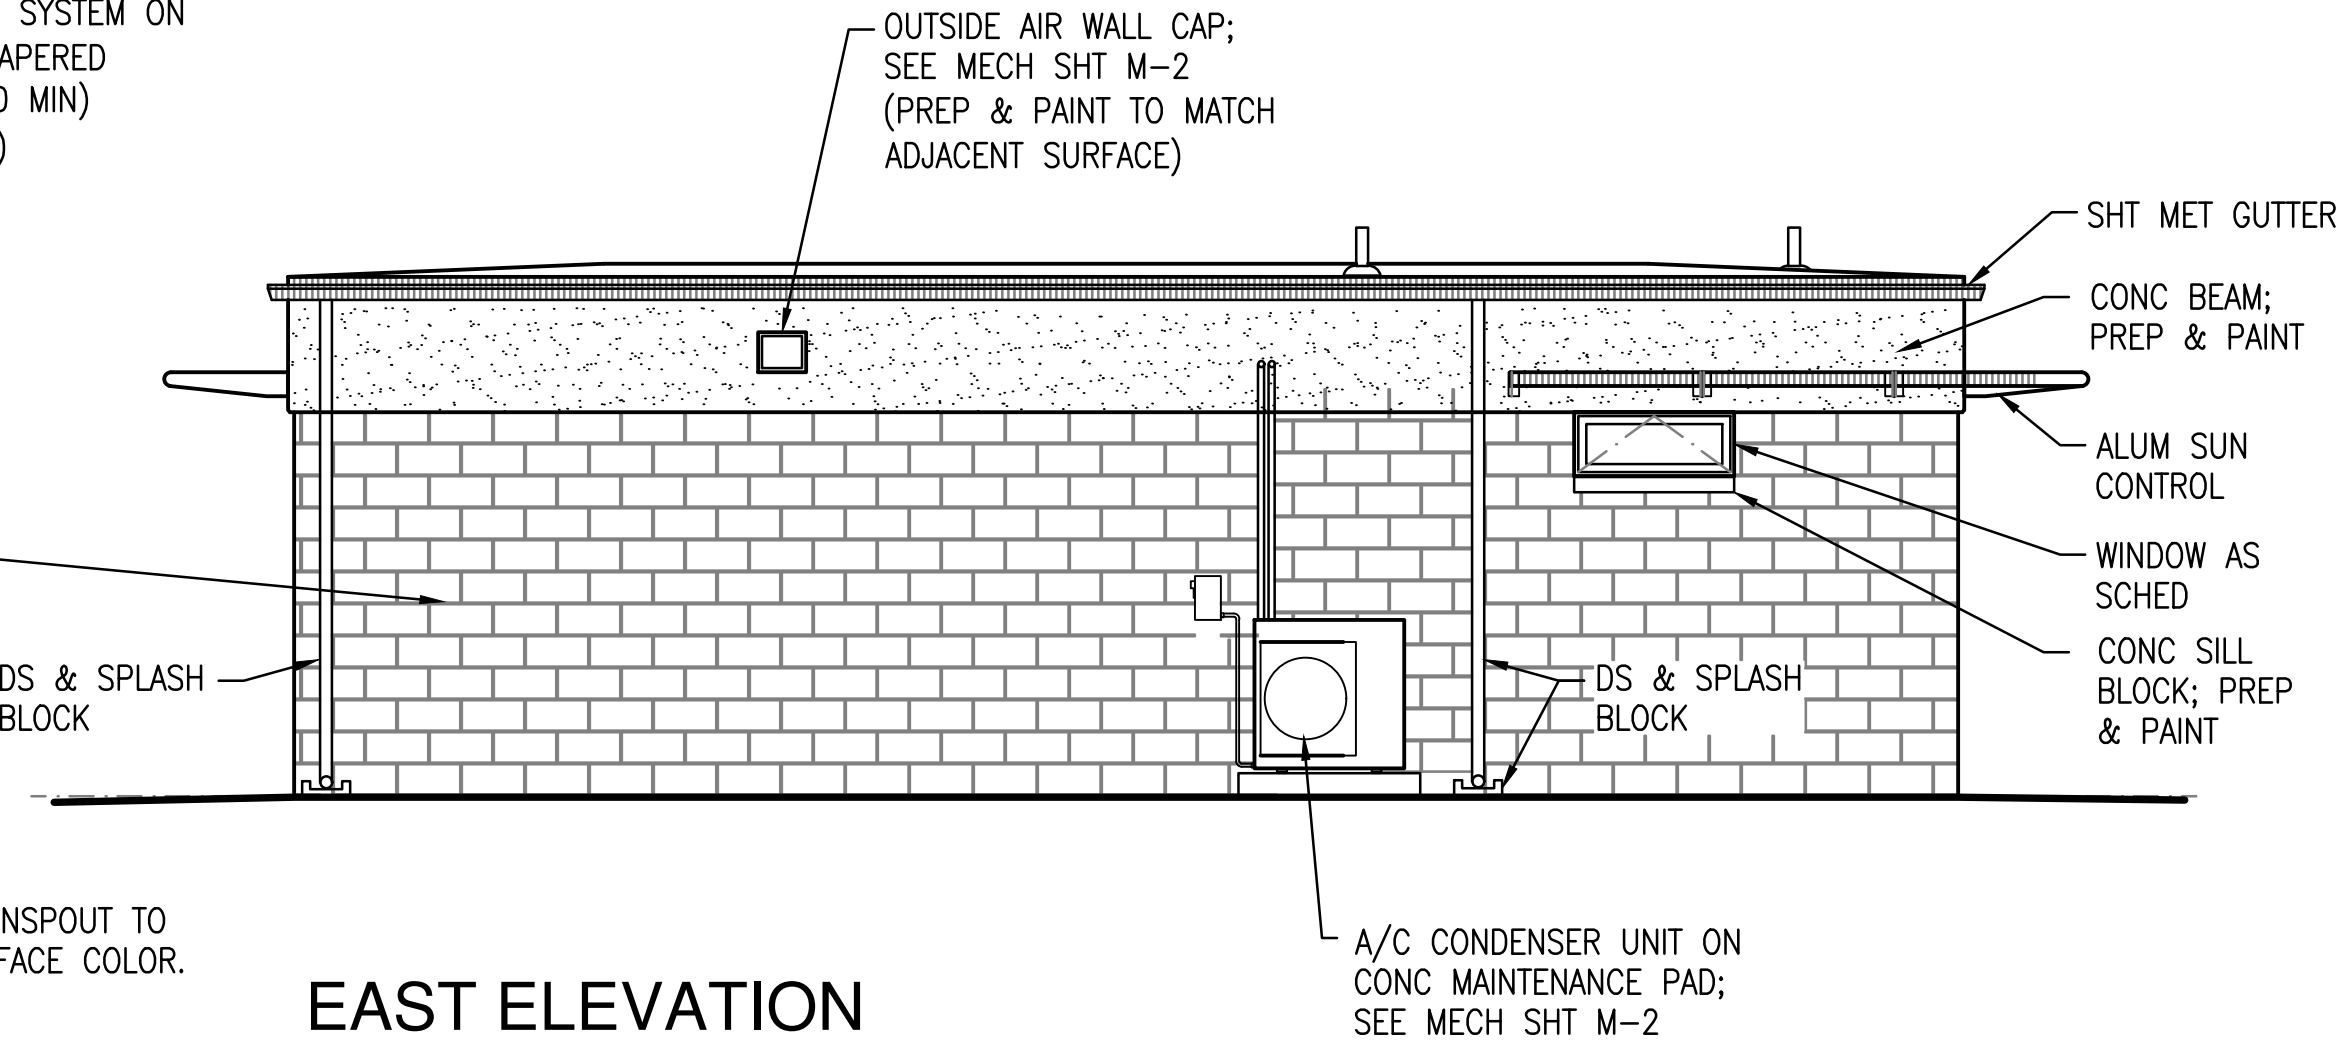 SYSTEM ON
APERED
MIN)
)
OUTSIDE AIR WALL CAP;
SEE MECH SHT M-2
(PREP & PAINT TO MATCH
ADJACENT SURFACE)
SHT MET GUTTER
CONC BEAM;
PREP & PAINT
ALUM SUN
CONTROL
WINDOW AS
SCHED
CONC SILL
BLOCK; PREP
& PAINT
DS & SPLASH
BLOCK
DS & SPLASH
BLOCK
NSPOUT TO
FACE COLOR.
A/C CONDENSER UNIT ON
CONC MAINTENANCE PAD;
SEE MECH SHT M-2
EAST ELEVATION